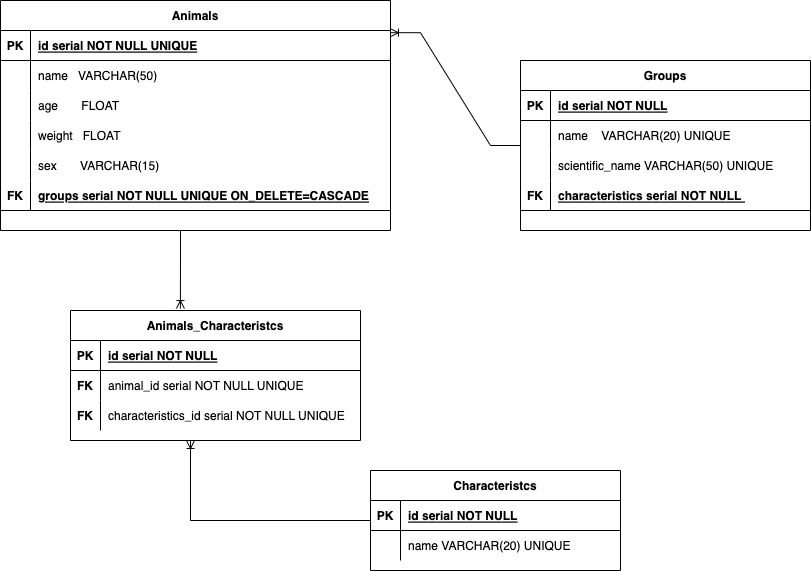 Animals
PK id serial NOT NULL UNIQUE
name VARCHAR(50)
age FLOAT
weight FLOAT
sex VARCHAR(15)
FK groups serial NOT NULL UNIQUE ON_DELETE=CASCADE
Groups
PK id serial NOT NULL
name VARCHAR(20) UNIQUE
scientific_name VARCHAR(50) UNIQUE
FK characteristics serial NOT NULL
Animals_Characteristcs
PK id serial NOT NULL
FK animal_id serial NOT NULL UNIQUE
FK characteristics_id serial NOT NULL UNIQUE
Characteristcs
PK id serial NOT NULL
name VARCHAR(20) UNIQUE